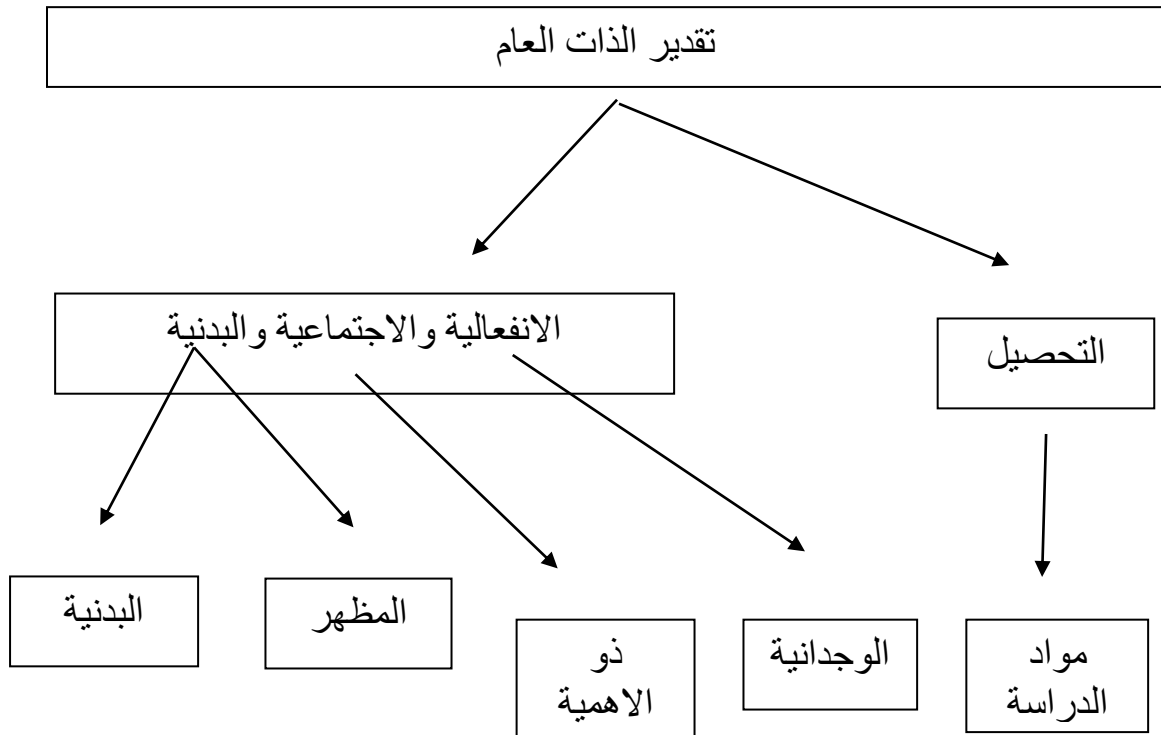 تقدير الذات العام
الانفعالية والاجتماعية والبدنية
التحصيل
البدنية
المظهر
ذو
الاهمية
الوجدانية
مواد
الدراسة